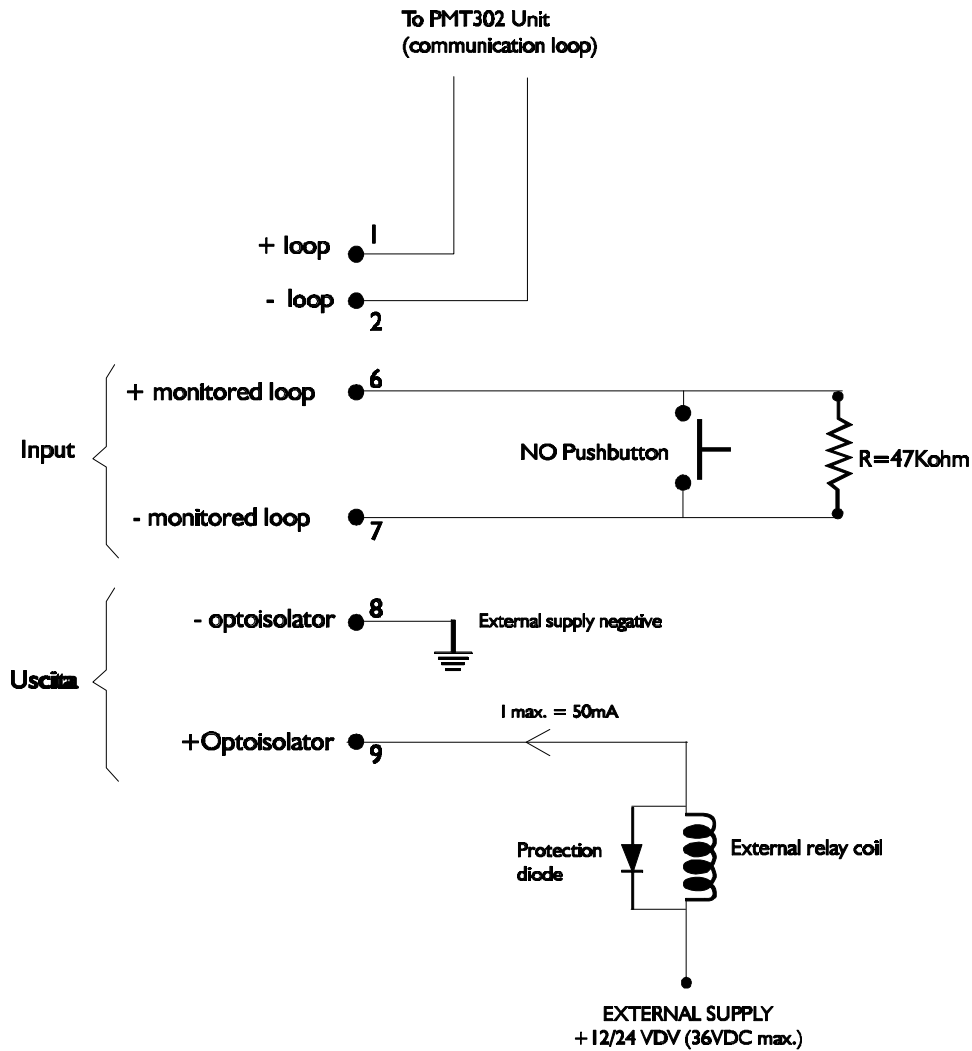 To PMT302 Unit
(communication loop)
1
+ loop
- loop
2
6
+ monitored loop
Input
NO Pushbutton
R=47Kohm
- monitored loop
7
8
- optoisolator
External supply negative
Uscita
I max. = 50mA
+Optoisolator
9
Protection
diode
External relay coil
EXTERNAL SUPPLY
+12/24 VDV (36VDC max.)